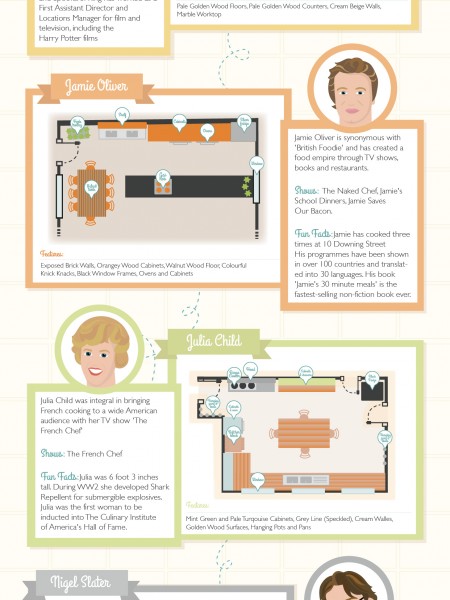 First Assistant Director and
Locations Manager for film and
television, including the
Harry Potter films
Pale Golden Wood Floors, Pale Golden Wood Counters, Cream Beige Walls,
Marble Worktop
Jamie Oliver
Features:
Exposed Brick Walls, Orangey Wood Cabinets, Walnut Wood Floor, Colourful
Knick Knacks, Black Window Frames, Ovens and Cabinets
Jamie Oliver is synonymous with
'British Foodie' and has created a
food empire through TV shows,
books and restaurants.
Shows: The Naked Chef, Jamie's
School Dinners, Jamie Saves
Our Bacon.
Fun Facts: Jamie has cooked three
times at 10 Downing Street
His programmes have been shown
in over 100 countries and translat-
ed into 30 languages. His book
'Jamie's 30 minute meals' is the
fastest-selling non-fiction book ever.
Julia Child
Julia Child was integral in bringing
French cooking to a wide American
audience with her TV show 'The
French Chef'
Shows: The French Chef
Fun Facts: Julia was 6 foot 3 inches
tall. During WW2 she developed Shark
Repellent for submergible explosives.
Julia was the first woman to be
inducted into The Culinary Institute
of America's Hall of Fame.
Features:
Mint Green and Pale Turqouise Cabinets, Grey Line (Speckled), Cream Walkes,
Golden Wood Surfaces, Hanging Pots and Pans
Nigel Slater